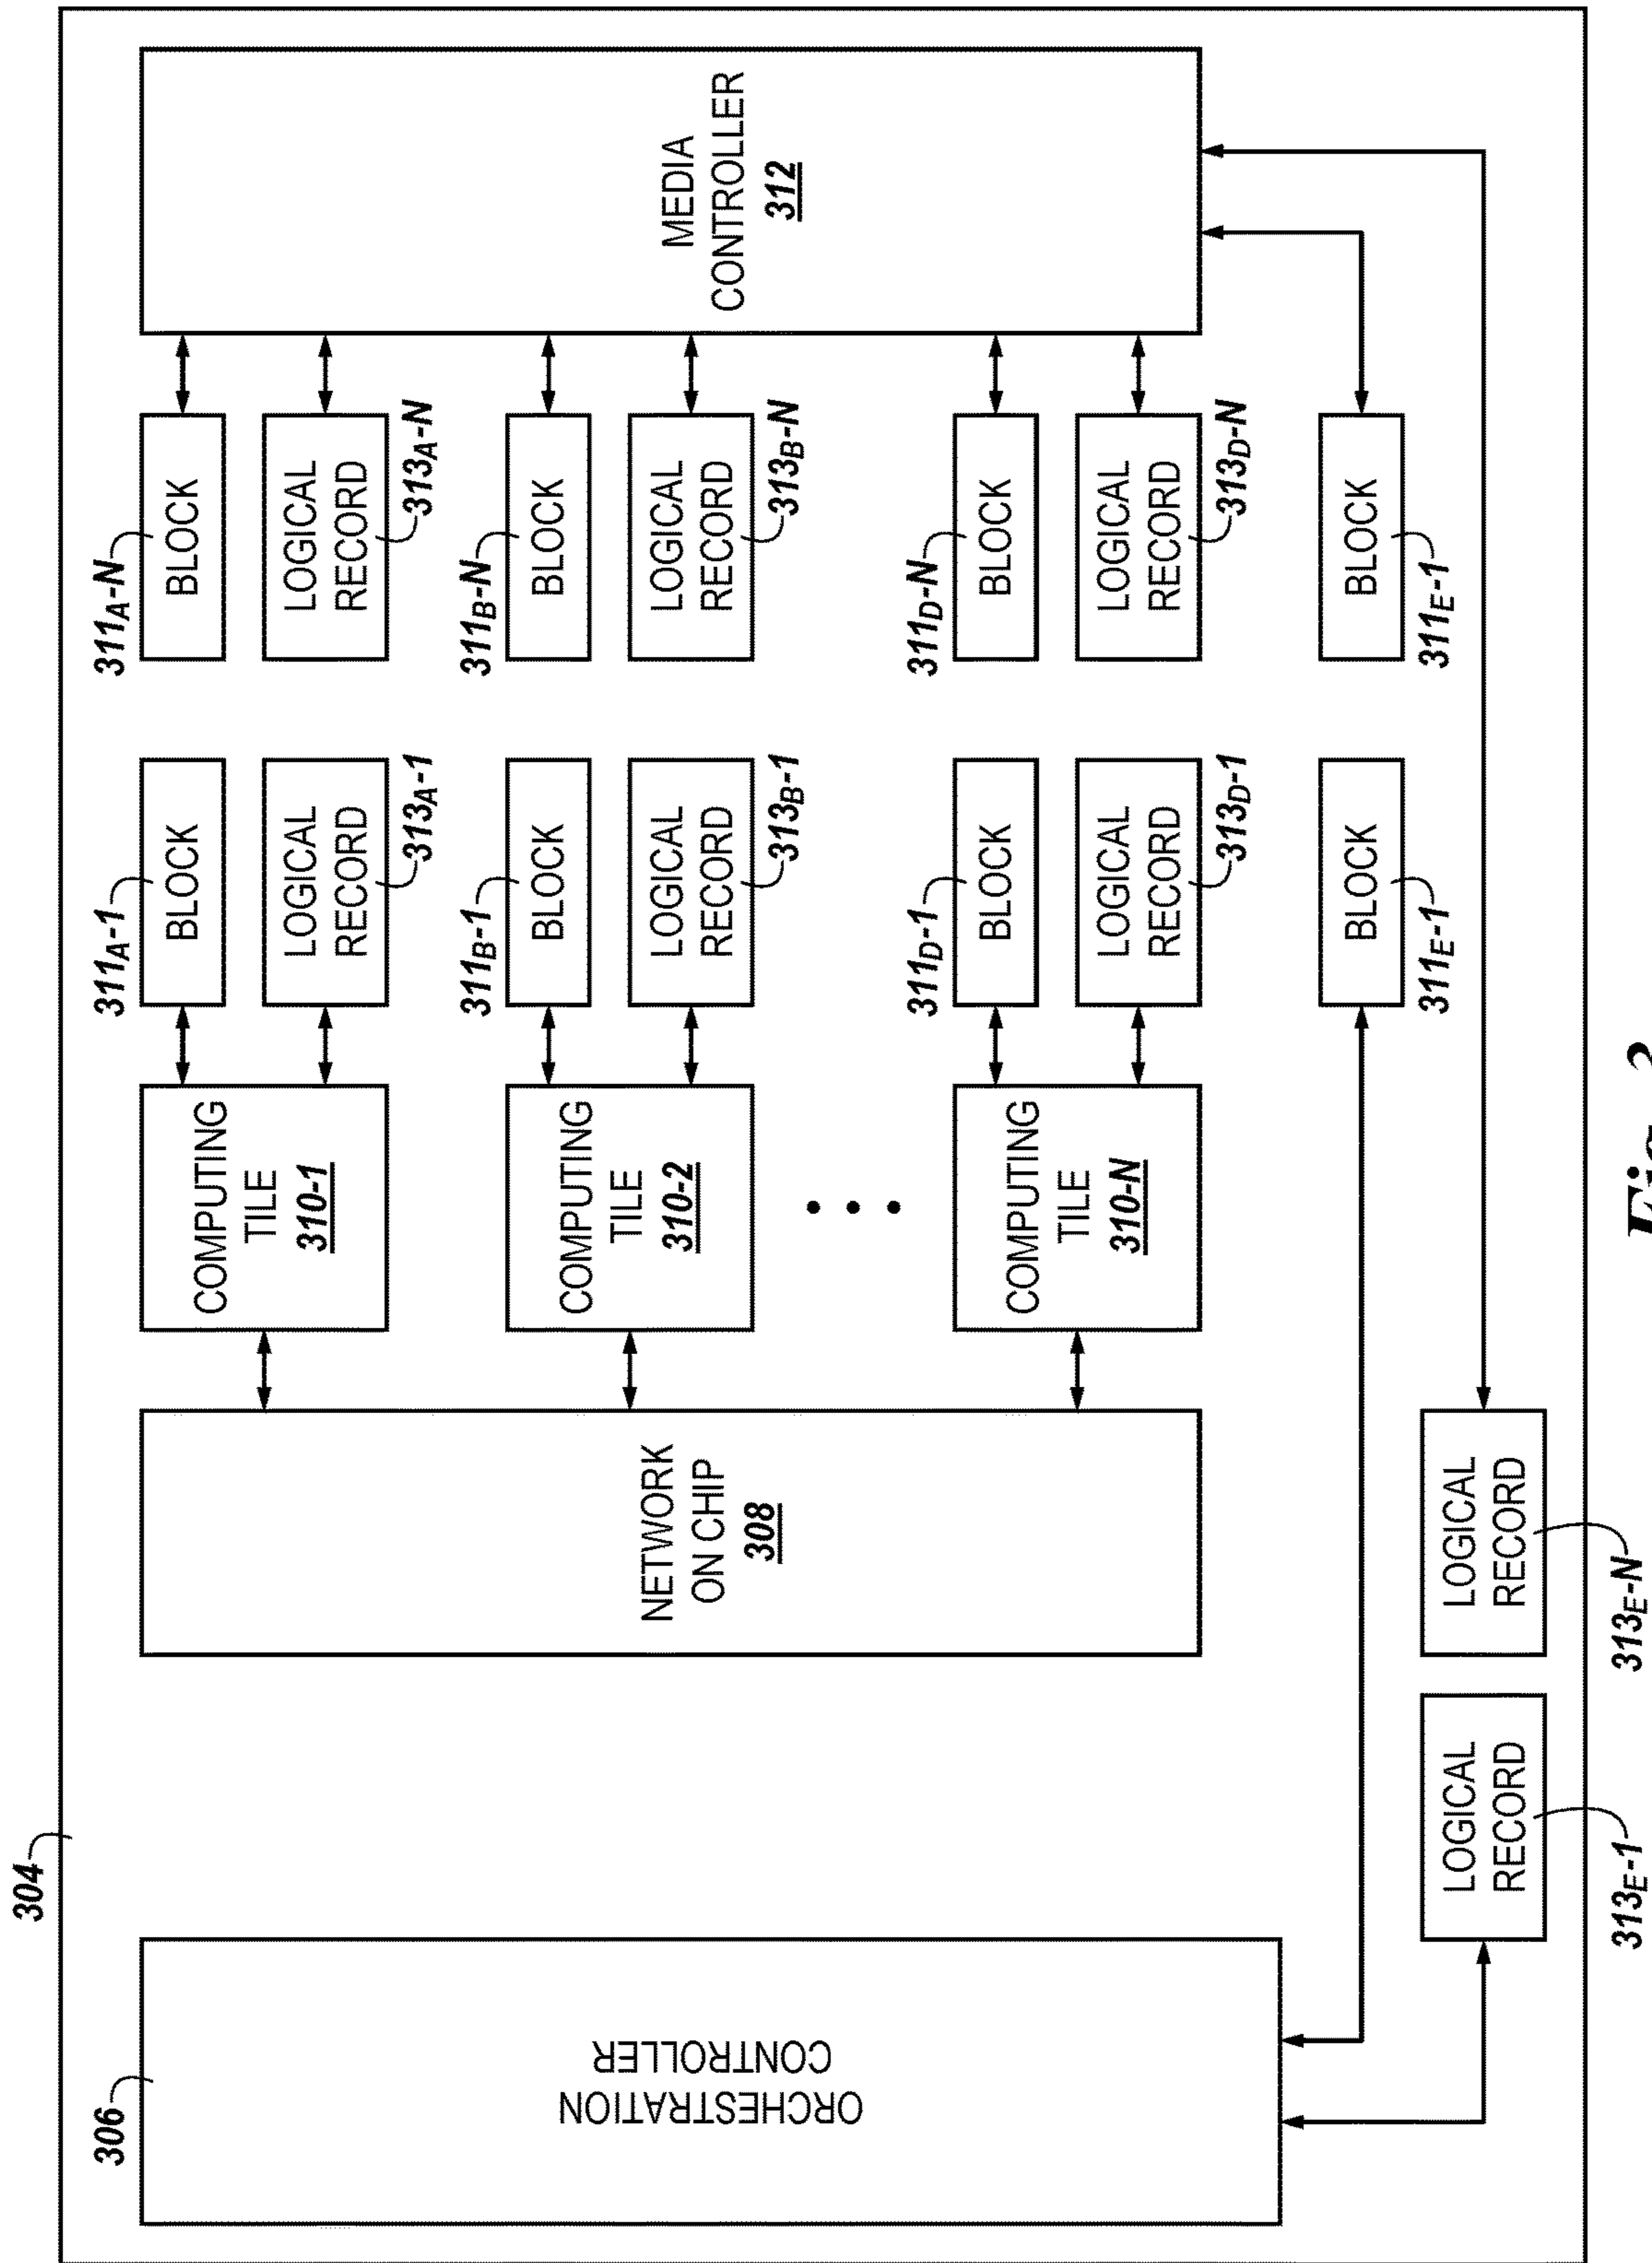 304
306
ORCHESTRATION
CONTROLLER
NETWORK
ON CHIP
308
COMPUTING
TILE
310-1
311A-1
BLOCK
LOGICAL
RECORD
313A-1
311A-N
BLOCK
LOGICAL
RECORD
313A-N
MEDIA
CONTROLLER
312
COMPUTING
TILE
310-2
311B-1
BLOCK
LOGICAL
RECORD
313B-1
311B-N
BLOCK
LOGICAL
RECORD
313B-N
COMPUTING
TILE
310-N
311D-1
BLOCK
LOGICAL
RECORD
313D-1
311D-N
BLOCK
LOGICAL
RECORD
313D-N
BLOCK
311E-1
BLOCK
311E-1
LOGICAL
RECORD
313E-1
LOGICAL
RECORD
313E-N
Fig. 3